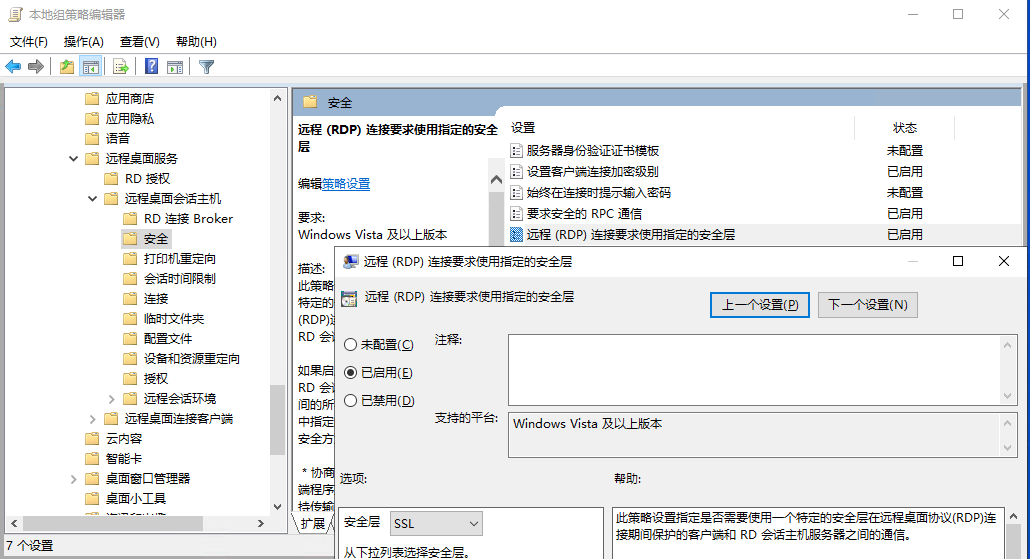 本地组策略编辑器
文件(F) 操作(A) 查看(V) 帮助(H)
应用商店
应用隐私
语音
远程桌面服务
RD 授权
远程桌面会话主机
RD 连接 Broker
安全
打印机重定向
会话时间限制
连接
临时文件夹
配置文件
设备和资源重定向
授权
远程会话环境
远程桌面连接客户端
云内容
智能卡
桌面窗口管理器
桌面小工具
7 个设置
安全
远程 (RDP) 连接要求使用指定的安全
层
编辑策略设置
要求:
Windows Vista 及以上版本
描述:
此策略
特定的
(RDP)连
RD 会
如果启
RD 会
间的所
中指定
安全方
* 协商
端程序
持传输
扩展
设置 状态
服务器身份验证证书模板 未配置
设置客户端连接加密级别 已启用
始终在连接时提示输入密码 未配置
要求安全的 RPC 通信 已启用
远程 (RDP) 连接要求使用指定的安全层 已启用
远程 (RDP) 连接要求使用指定的安全层
远程 (RDP) 连接要求使用指定的安全层
上一个设置(P) 下一个设置(N)
未配置(C) 注释:
已启用(E)
已禁用(D)
支持的平台: Windows Vista 及以上版本
选项: 帮助:
安全层 SSL
从下拉列表选择安全层。
此策略设置指定是否需要使用一个特定的安全层在远程桌面协议(RDP)连
接期间保护的客户端和 RD 会话主机服务器之间的通信。